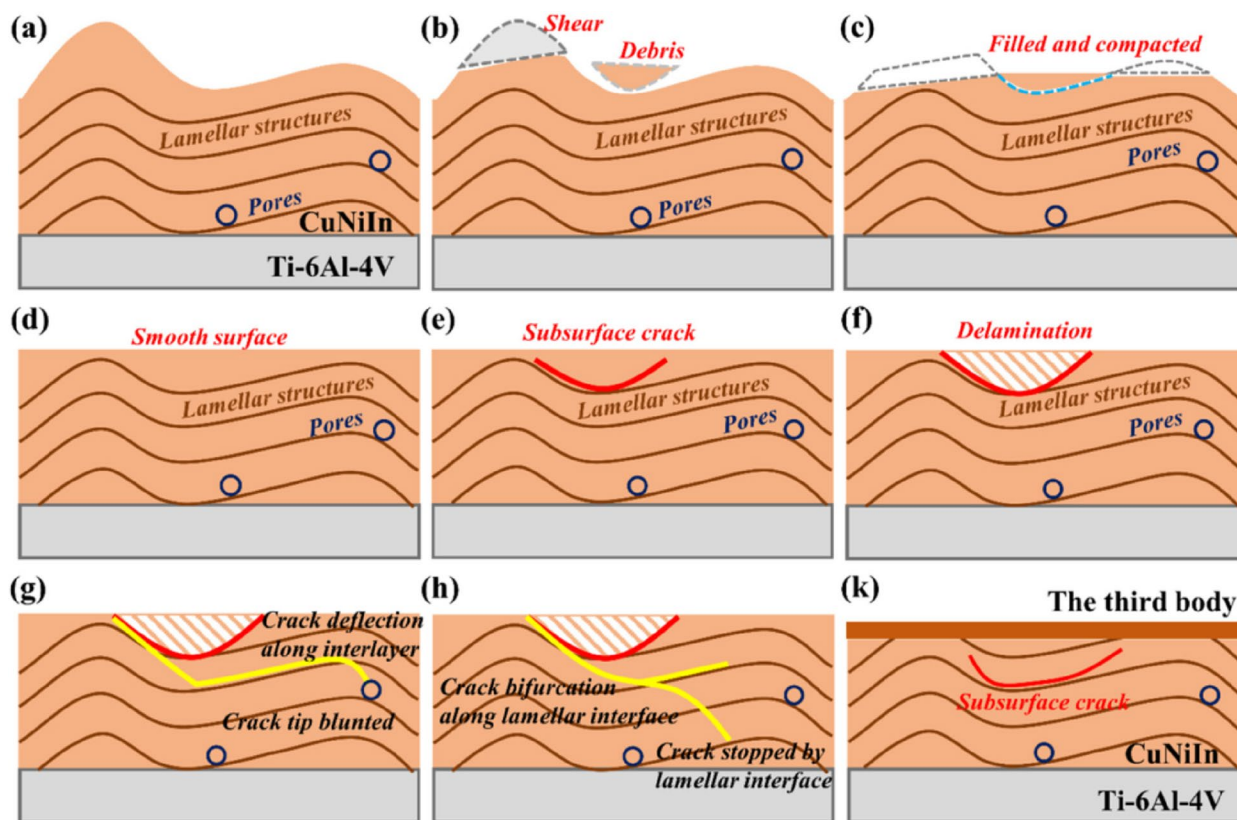 (a)
Lamellar structures
Pores
CuNiIn
Ti-6Al-4V
(b)
Shear
Debris
Lamellar structures
Pores
(c)
Filled and compacted
Lamellar structures
Pores
(d)
Smooth surface
Lamellar structures
Pores
(e)
Subsurface crack
Lamellar structures
Pores
(f)
Delamination
Lamellar structures
Pores
(g)
Crack deflection
along interlayer
Crack tip blunted
(h)
Crack bifurcation
along lamellar interface
Crack stopped by
lamellar interface
(k)
The third body
Subsurface crack
CuNiIn
Ti-6Al-4V